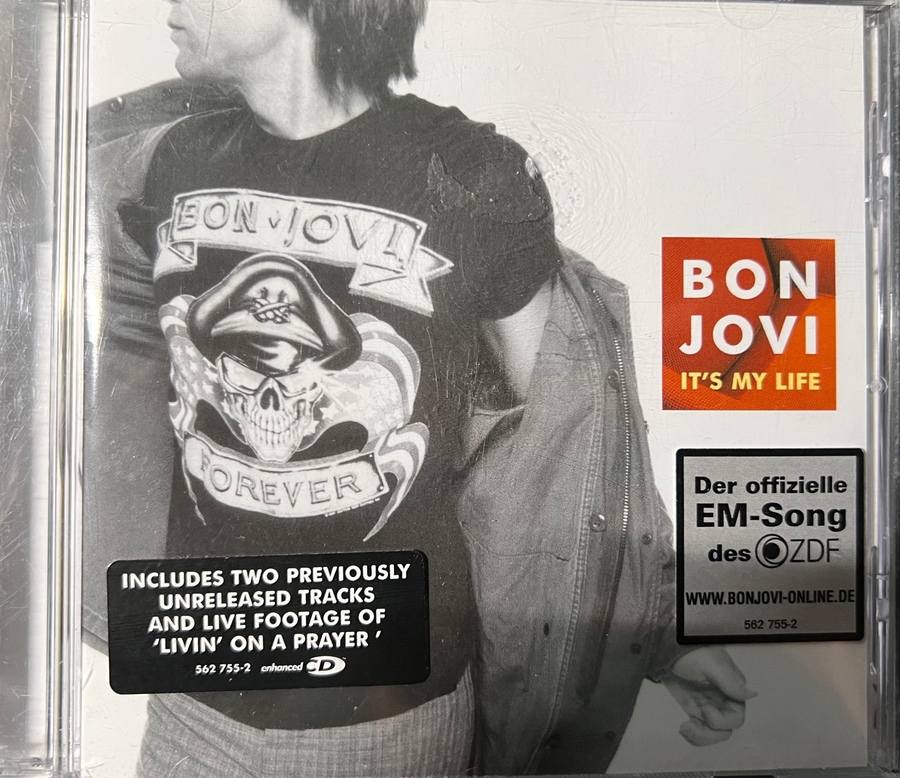 BON JOVI
FOREVER
BON
JOVI
IT'S MY LIFE
Der offizielle
EM-Song
des ZDF
WWW.BONJOVI-ONLINE.DE
562 755-2
INCLUDES TWO PREVIOUSLY
UNRELEASED TRACKS
AND LIVE FOOTAGE OF
'LIVIN' ON A PRAYER '
562 755-2 enhanced CD